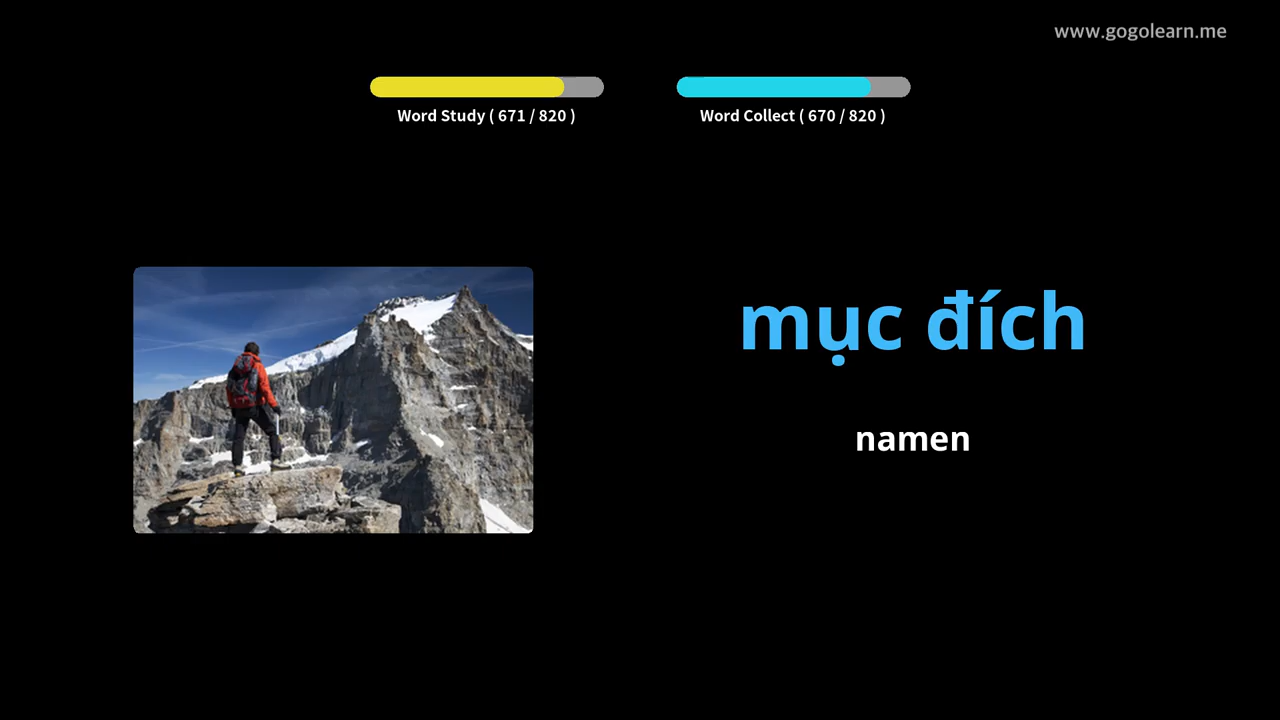 www.gogolearn.me
Word Study ( 671 / 820 )
Word Collect ( 670 / 820 )
mục đích
namen